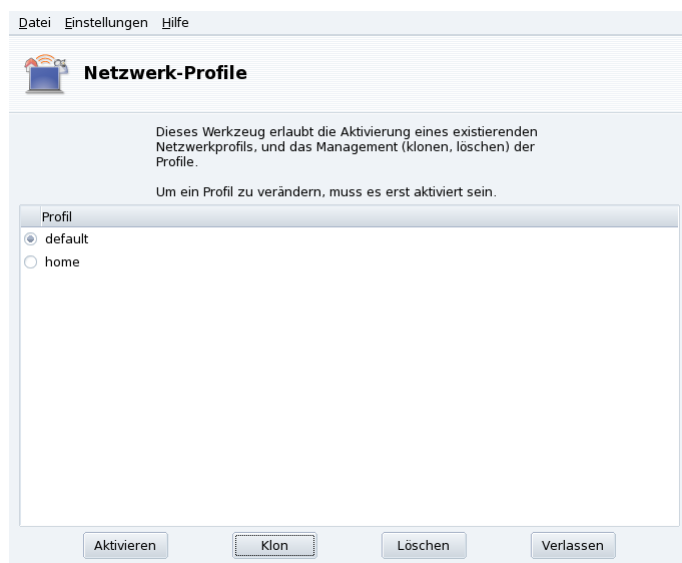 Datei Einstellungen Hilfe
Netzwerk-Profile
Dieses Werkzeug erlaubt die Aktivierung eines existierenden
Netzwerkprofils, und das Management (klonen, löschen) der
Profile.
Um ein Profil zu verändern, muss es erst aktiviert sein.
Profil
default
home
Aktivieren Klon Löschen Verlassen